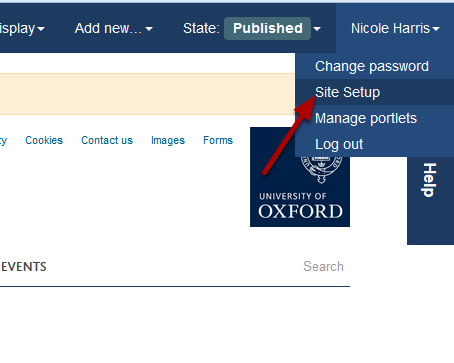 isplay Add new... State: Published Nicole Harris
Change password
Site Setup
Manage portlets
Log out
ty Cookies Contact us Images Forms
Help
UNIVERSITY OF
OXFORD
EVENTS Search